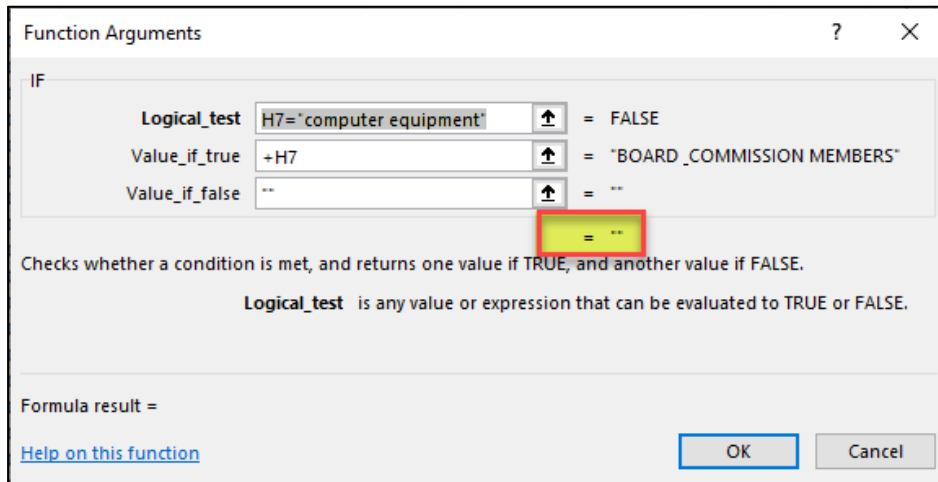 Function Arguments ? ×
IF
Logical_test H7="computer equipment" = FALSE
Value_if_true +H7 = "BOARD _COMMISSION MEMBERS"
Value_if_false "" = ""
= ""
Checks whether a condition is met, and returns one value if TRUE, and another value if FALSE.
Logical_test is any value or expression that can be evaluated to TRUE or FALSE.
Formula result =
Help on this function OK Cancel